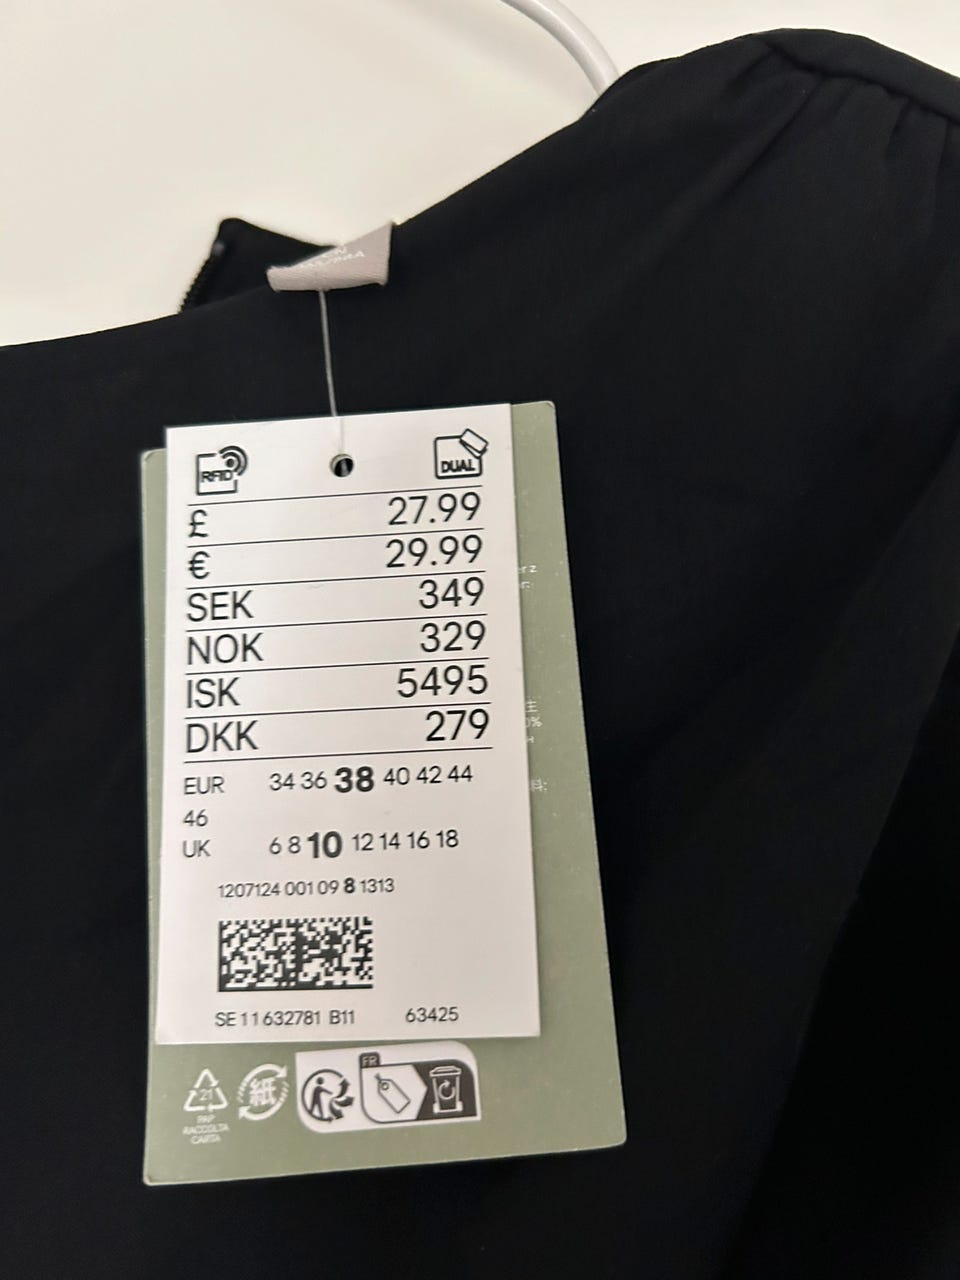 RFID
DUAL
£ 27.99
€ 29.99
SEK 349
NOK 329
ISK 5495
DKK 279
EUR 34 36 38 40 42 44
46
UK 6 8 10 12 14 16 18
1207124 001 09 8 1313
SE 11 632781 B11 63425
FR
21
PAP
RACCOLTA
CARTA
紙